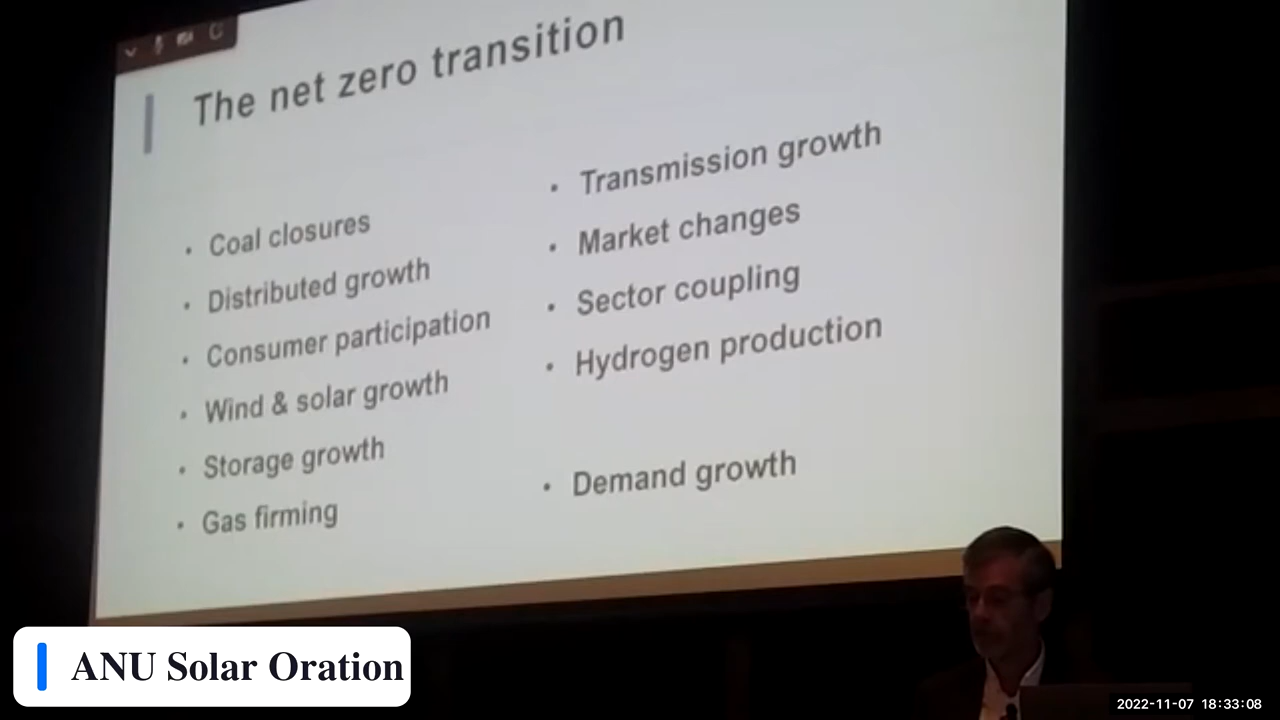 The net zero transition
• Coal closures
• Distributed growth
• Consumer participation
• Wind & solar growth
• Storage growth
• Gas firming
• Transmission growth
• Market changes
• Sector coupling
• Hydrogen production
• Demand growth
ANU Solar Oration
2022-11-07 18:33:08